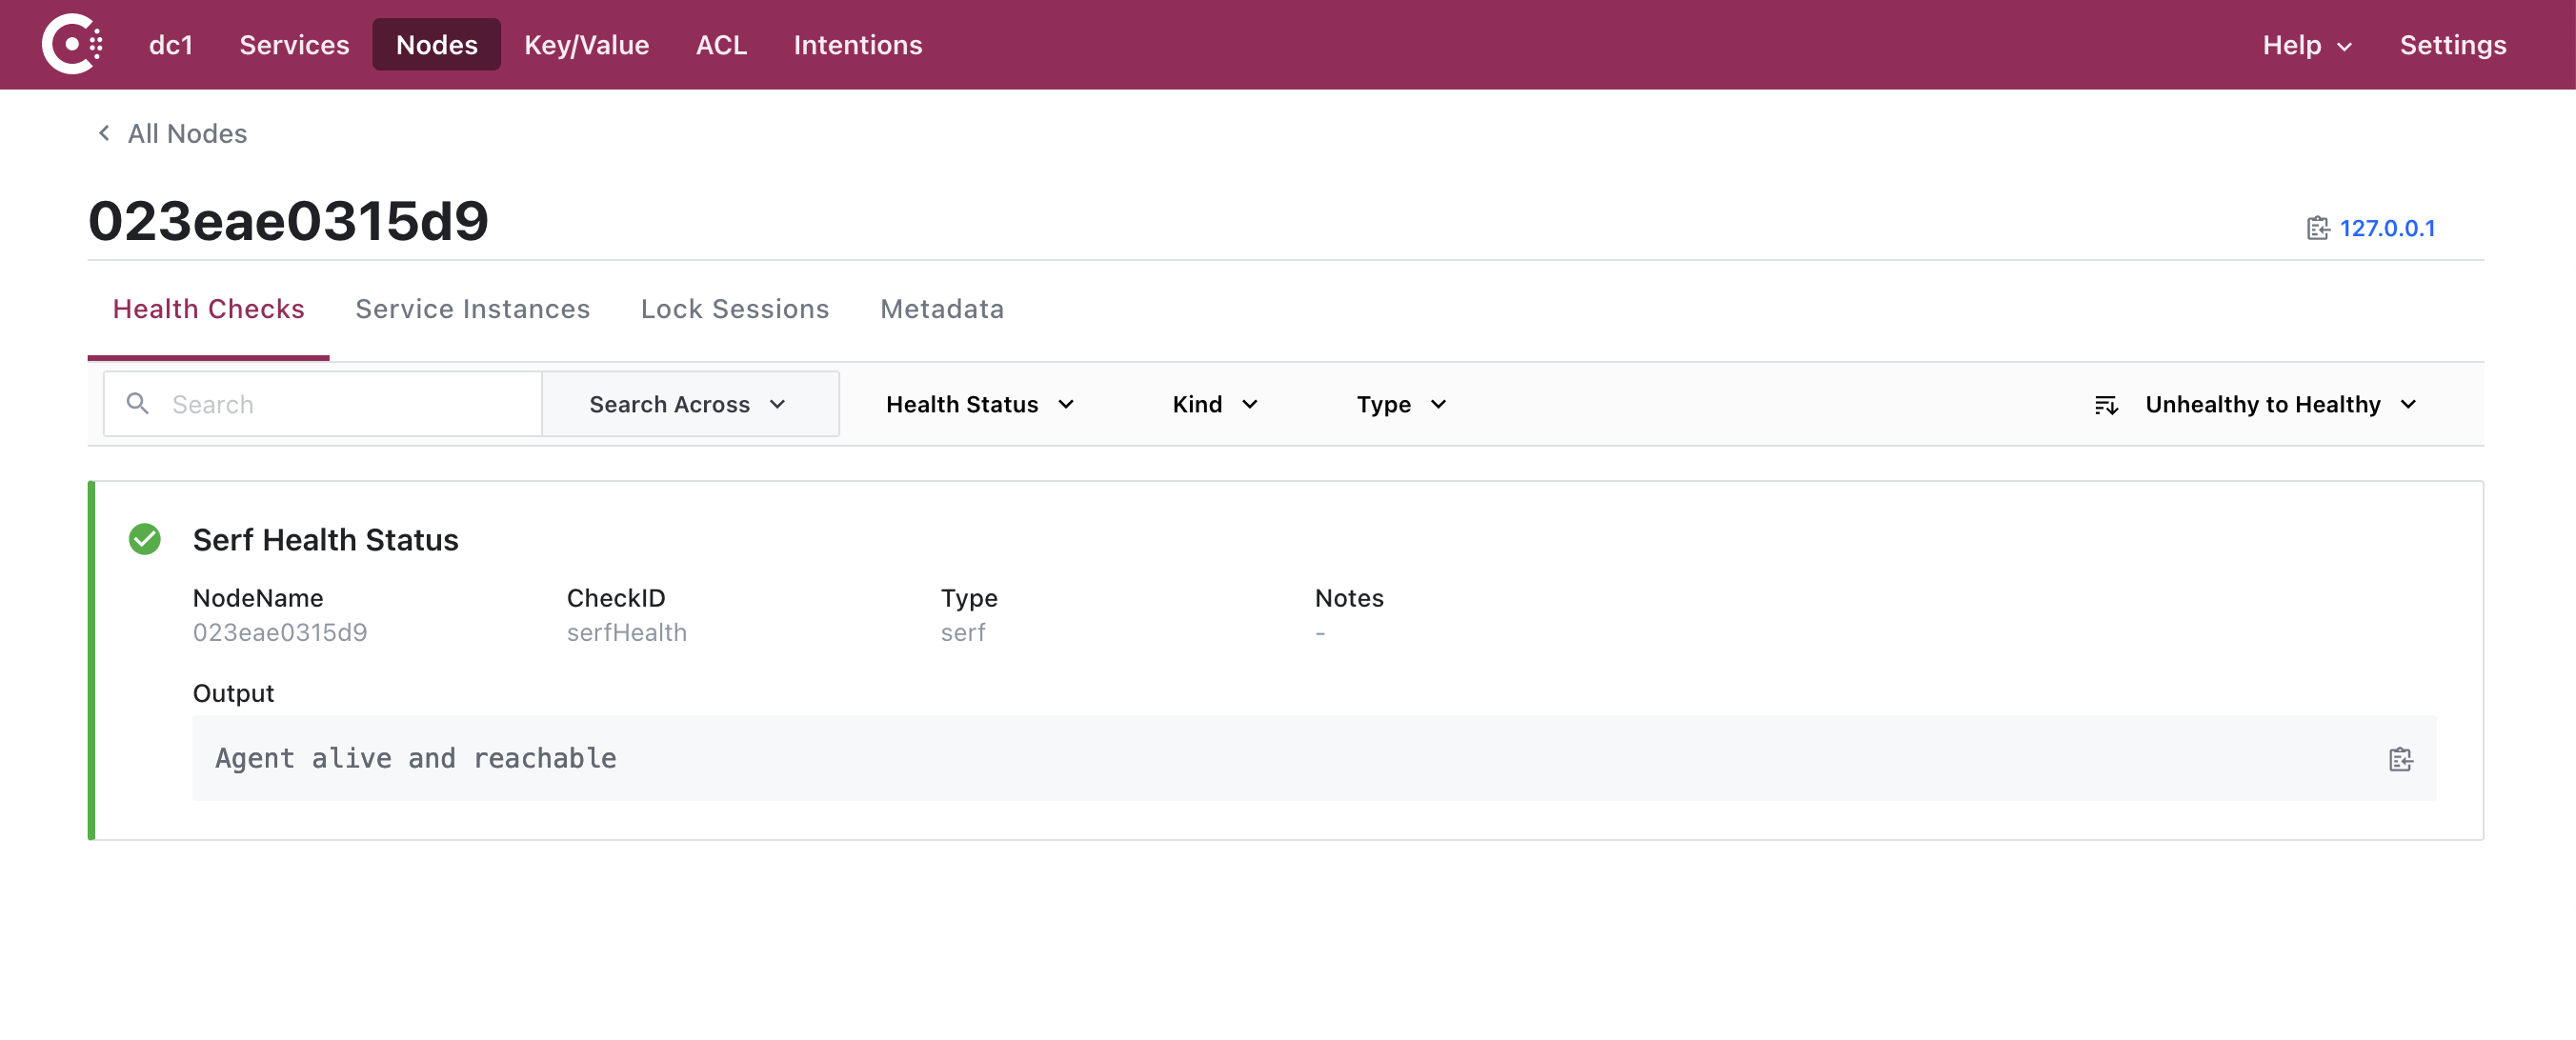 dc1 Services Nodes Key/Value ACL Intentions Help Settings
All Nodes
023eae0315d9
127.0.0.1
Health Checks Service Instances Lock Sessions Metadata
Search Search Across Health Status Kind Type Unhealthy to Healthy
Serf Health Status
NodeName CheckID Type Notes
023eae0315d9 serfHealth serf -
Output
Agent alive and reachable